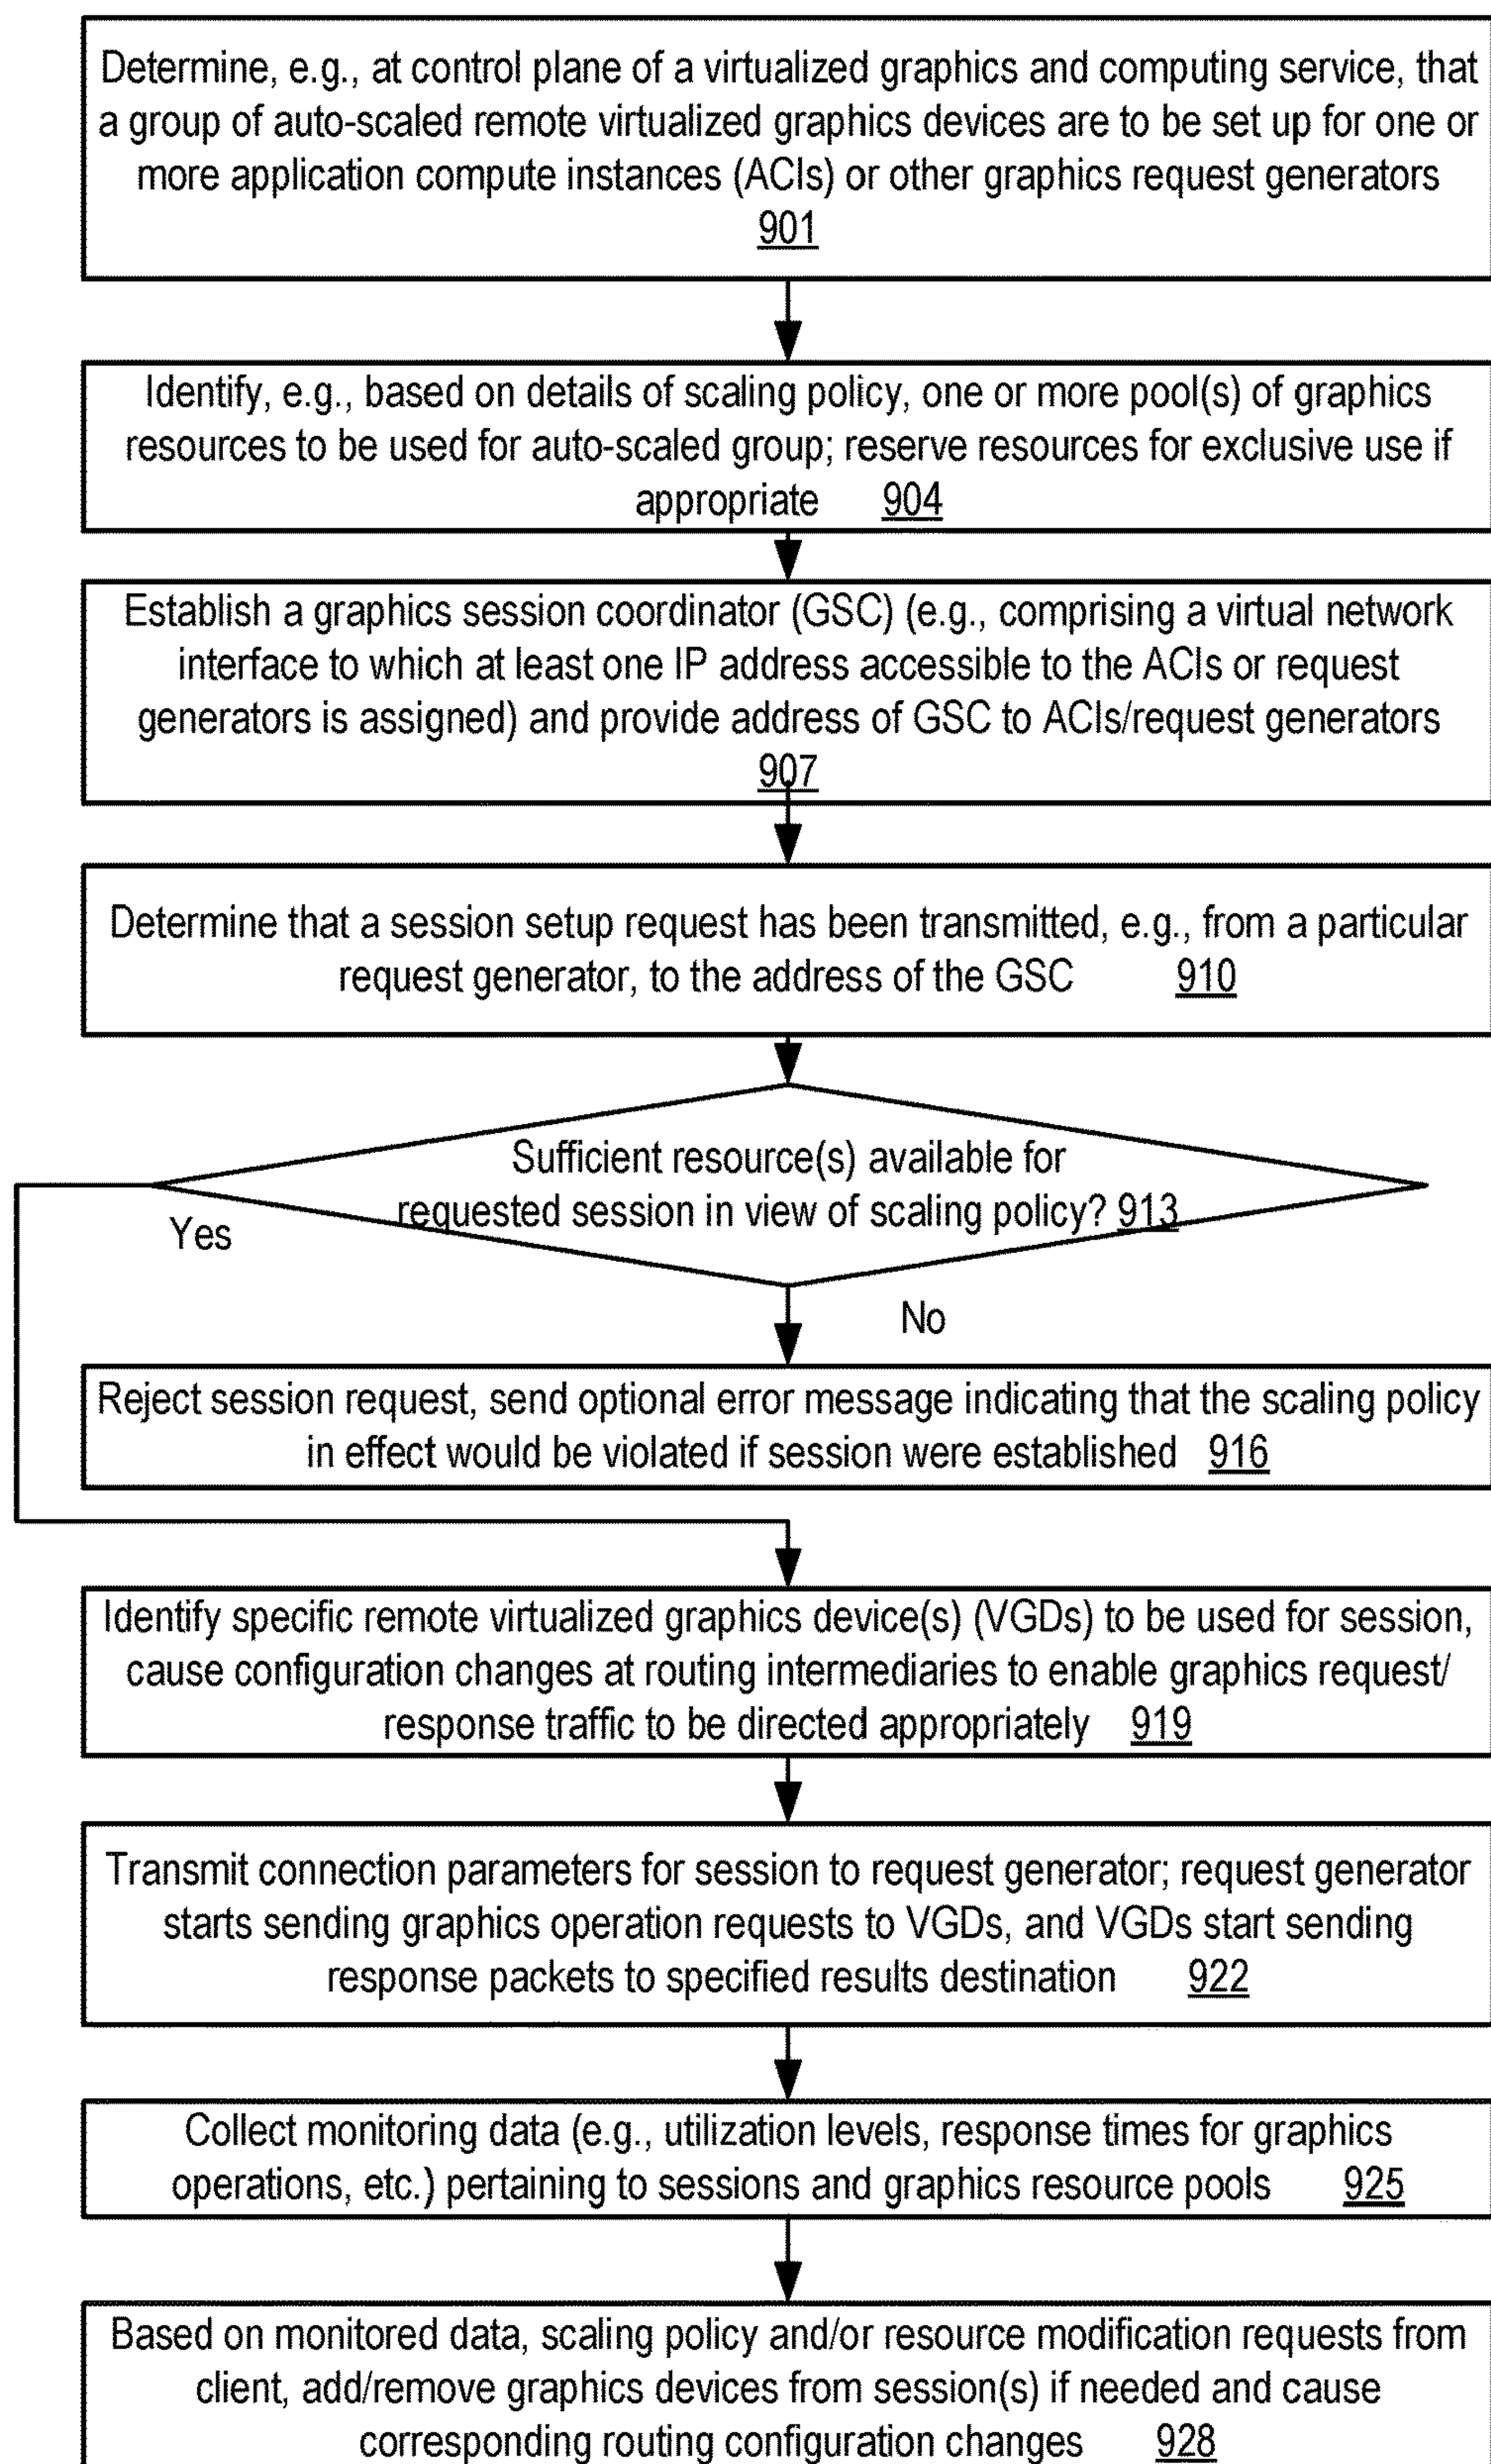 Determine, e.g., at control plane of a virtualized graphics and computing service, that
a group of auto-scaled remote virtualized graphics devices are to be set up for one or
more application compute instances (ACIs) or other graphics request generators
901
Identify, e.g., based on details of scaling policy, one or more pool(s) of graphics
resources to be used for auto-scaled group; reserve resources for exclusive use if
appropriate 904
Establish a graphics session coordinator (GSC) (e.g., comprising a virtual network
interface to which at least one IP address accessible to the ACIs or request
generators is assigned) and provide address of GSC to ACIs/request generators
907
Determine that a session setup request has been transmitted, e.g., from a particular
request generator, to the address of the GSC 910
Sufficient resource(s) available for
requested session in view of scaling policy? 913
Yes
No
Reject session request, send optional error message indicating that the scaling policy
in effect would be violated if session were established 916
Identify specific remote virtualized graphics device(s) (VGDs) to be used for session,
cause configuration changes at routing intermediaries to enable graphics request/
response traffic to be directed appropriately 919
Transmit connection parameters for session to request generator; request generator
starts sending graphics operation requests to VGDs, and VGDs start sending
response packets to specified results destination 922
Collect monitoring data (e.g., utilization levels, response times for graphics
operations, etc.) pertaining to sessions and graphics resource pools 925
Based on monitored data, scaling policy and/or resource modification requests from
client, add/remove graphics devices from session(s) if needed and cause
corresponding routing configuration changes 928